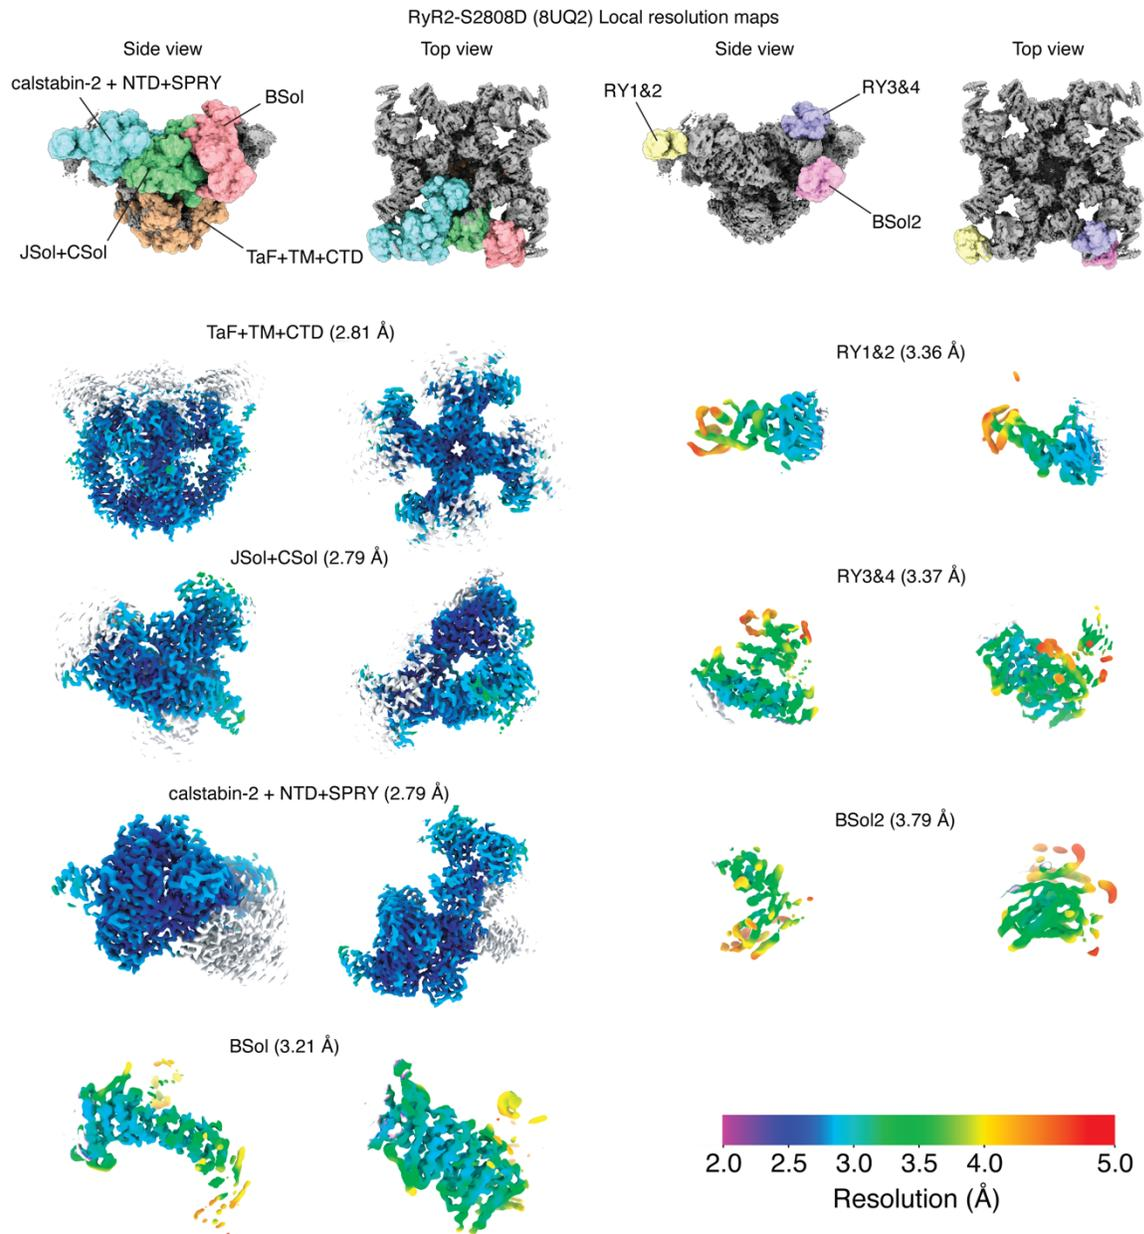 RyR2-S2808D (8UQ2) Local resolution maps
Side view
Top view
Side view
Top view
calstabin-2 + NTD+SPRY
BSol
RY1&2
RY3&4
JSol+CSol
TaF+TM+CTD
BSol2
TaF+TM+CTD (2.81 Å)
RY1&2 (3.36 Å)
JSol+CSol (2.79 Å)
RY3&4 (3.37 Å)
calstabin-2 + NTD+SPRY (2.79 Å)
BSol2 (3.79 Å)
BSol (3.21 Å)
2.0 2.5 3.0 3.5 4.0 5.0
Resolution (Å)